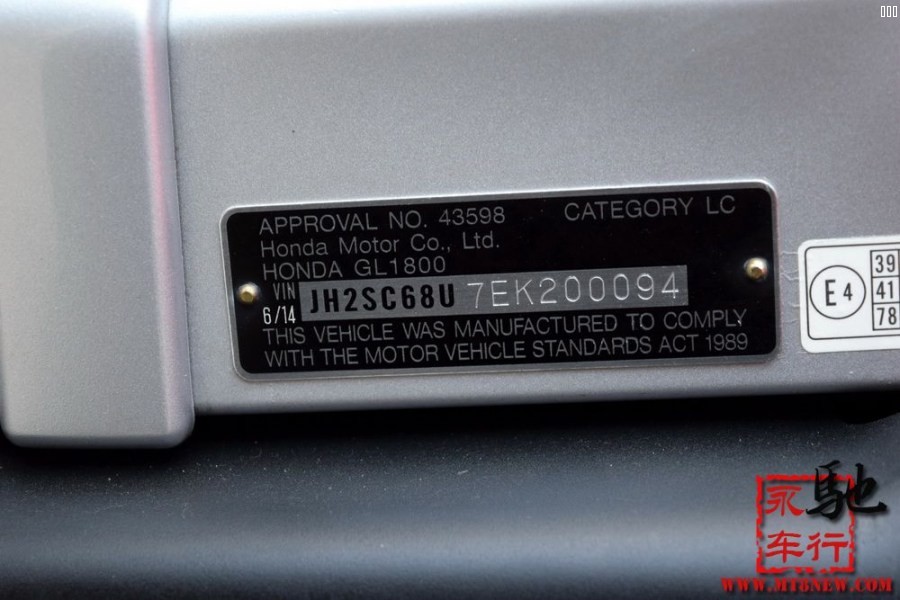 APPROVAL NO. 43598 CATEGORY LC
Honda Motor Co., Ltd.
HONDA GL1800
VIN JH2SC68U 7EK200094
6/14
THIS VEHICLE WAS MANUFACTURED TO COMPLY
WITH THE MOTOR VEHICLE STANDARDS ACT 1989
E4
39
41
78
永驰
车行
WWW.MT8NEW.COM